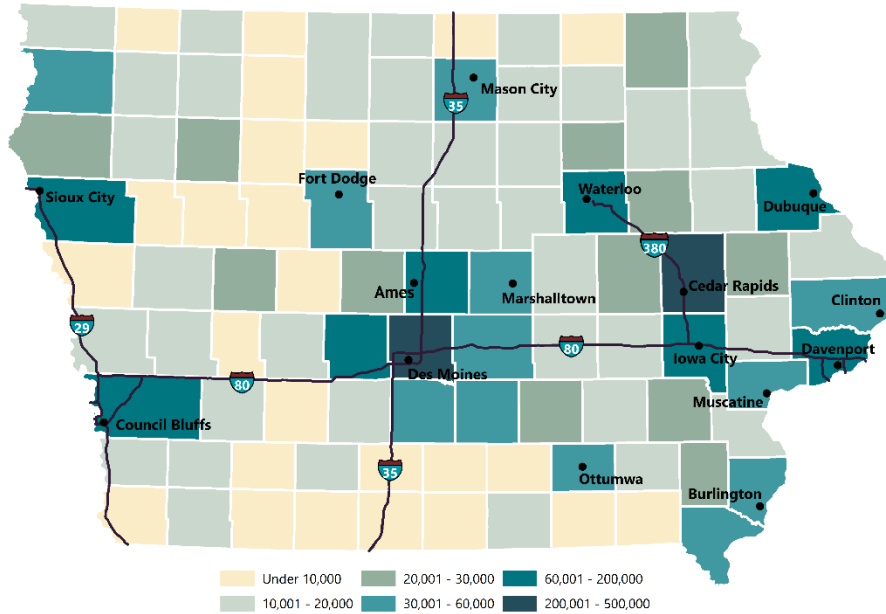 Mason City
35
Fort Dodge
Waterloo
Sioux City
Dubuque
380
Ames
Marshalltown
Cedar Rapids
Clinton
29
80
Iowa City
Davenport
Des Moines
80
Muscatine
Council Bluffs
35
Ottumwa
Burlington
Under 10,000
20,001 - 30,000
60,001 - 200,000
10,001 - 20,000
30,001 - 60,000
200,001 - 500,000